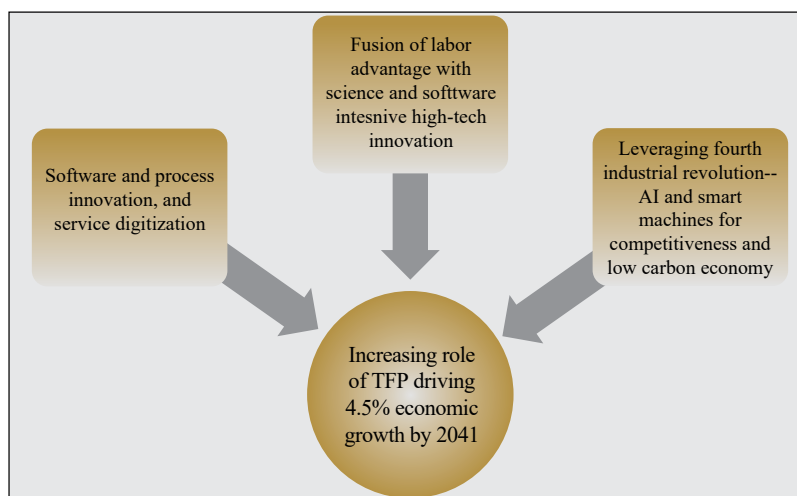 Fusion of labor
advantage with
science and softtware
intesnive high-tech
innovation
Software and process
innovation, and
service digitization
Leveraging fourth
industrial revolution--
AI and smart
machines for
competitiveness and
low carbon economy
Increasing role
of TFP driving
4.5% economic
growth by 2041